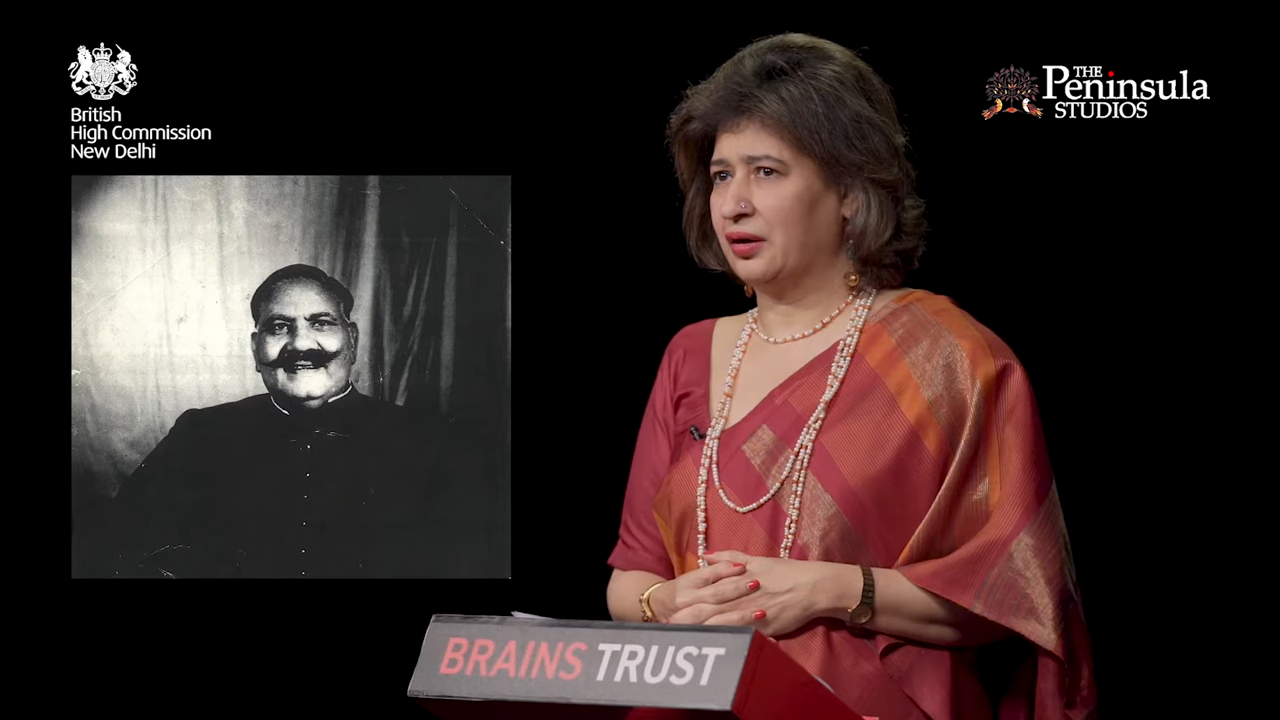 British
High Commission
New Delhi
THE
Peninsula
STUDIOS
BRAINS TRUST